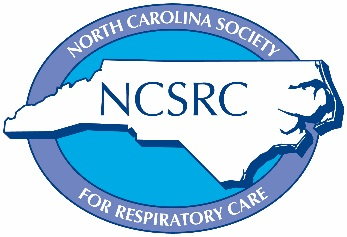 NORTH CAROLINA SOCIETY
NCSRC
FOR RESPIRATORY CARE